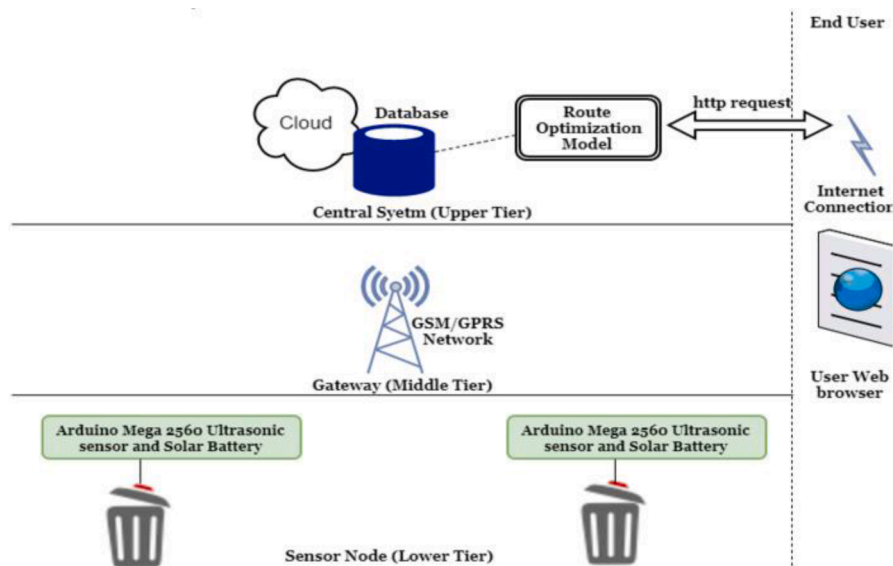 End User
http request
Database
Cloud
Route
Optimization
Model
Internet
Connection
Central Syetm (Upper Tier)
GSM/GPRS
Network
Gateway (Middle Tier)
User Web
browser
Arduino Mega 2560 Ultrasonic
sensor and Solar Battery
Arduino Mega 2560 Ultrasonic
sensor and Solar Battery
Sensor Node (Lower Tier)